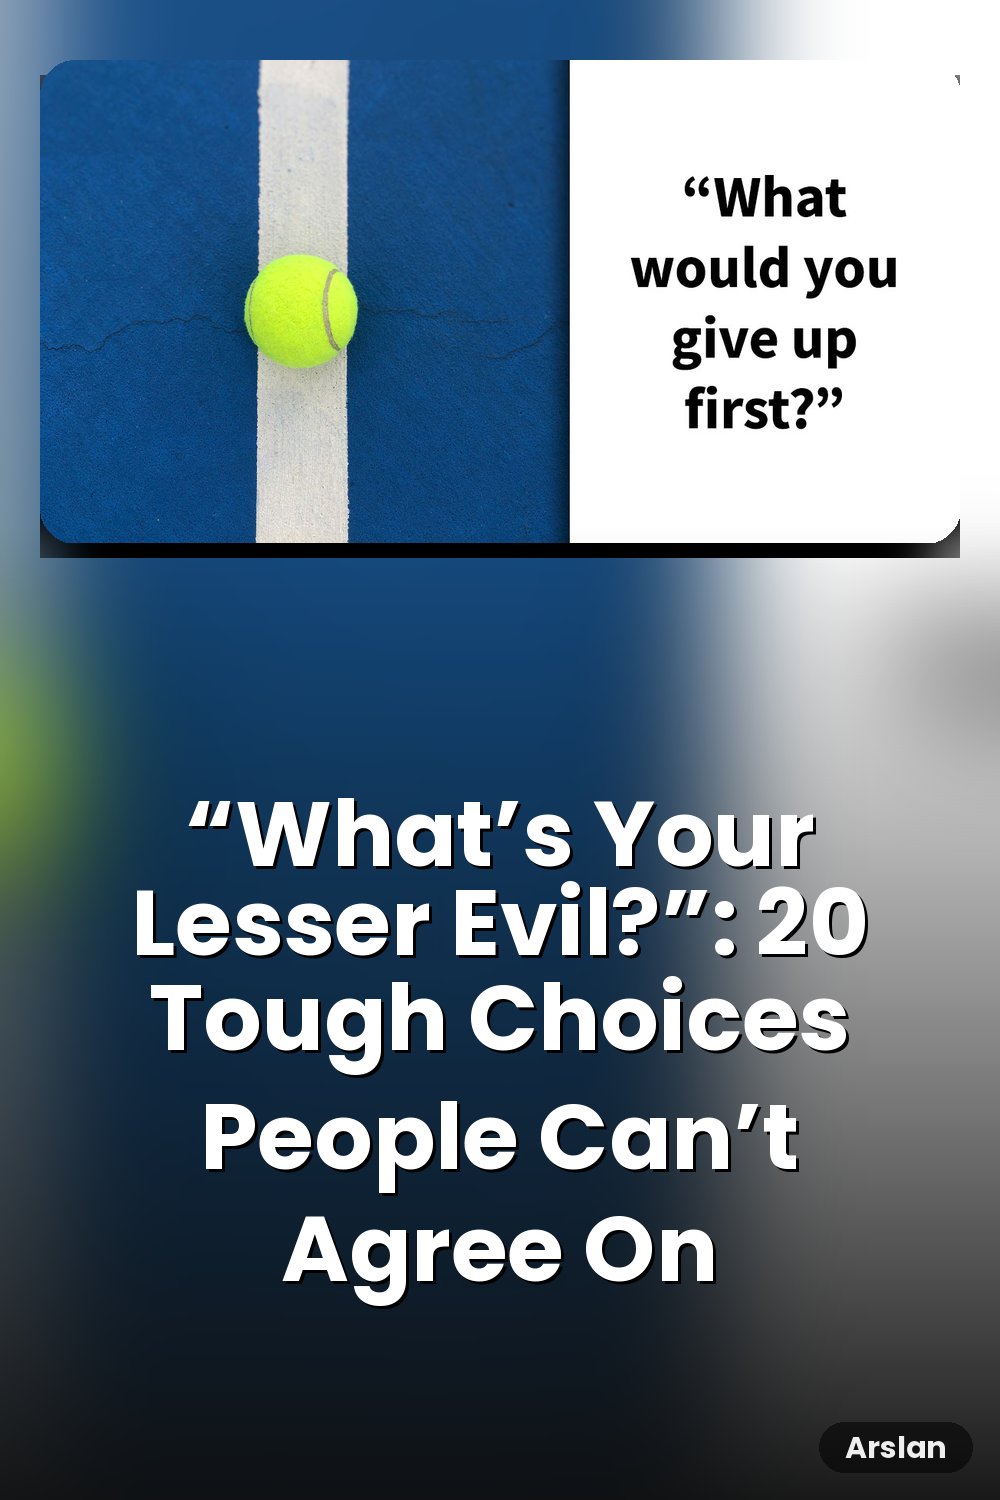 “What
would you
give up
first?”
“What’s Your
Lesser Evil?”: 20
Tough Choices
People Can’t
Agree On
Arslan